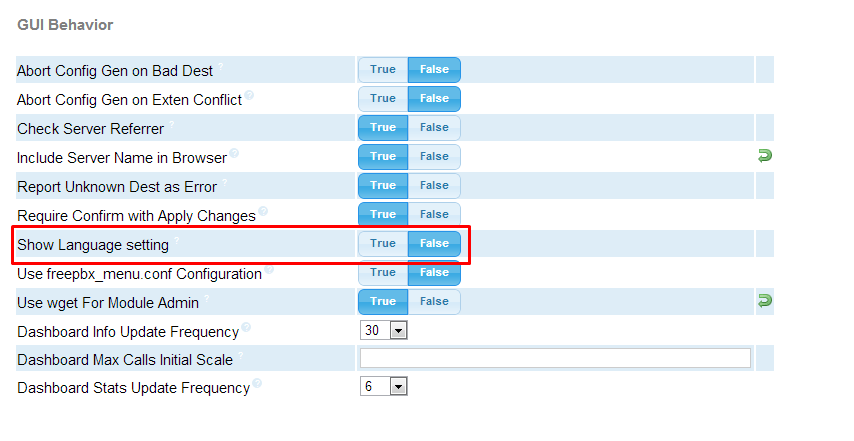 GUI Behavior
Abort Config Gen on Bad Dest ? True False
Abort Config Gen on Exten Conflict ? True False
Check Server Referrer ? True False
Include Server Name in Browser ? True False
Report Unknown Dest as Error ? True False
Require Confirm with Apply Changes ? True False
Show Language setting ? True False
Use freepbx_menu.conf Configuration ? True False
Use wget For Module Admin ? True False
Dashboard Info Update Frequency ? 30
Dashboard Max Calls Initial Scale ?
Dashboard Stats Update Frequency ? 6